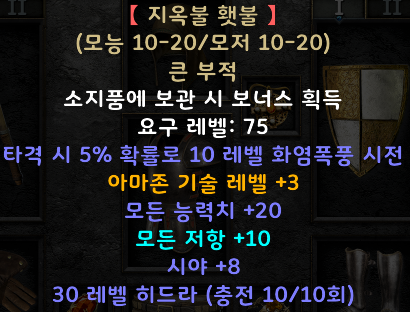 【 지옥불 횃불 】
(모능 10-20/모저 10-20)
큰 부적
소지품에 보관 시 보너스 획득
요구 레벨: 75
타격 시 5% 확률로 10 레벨 화염폭풍 시전
아마존 기술 레벨 +3
모든 능력치 +20
모든 저항 +10
시야 +8
30 레벨 히드라 (충전 10/10회)